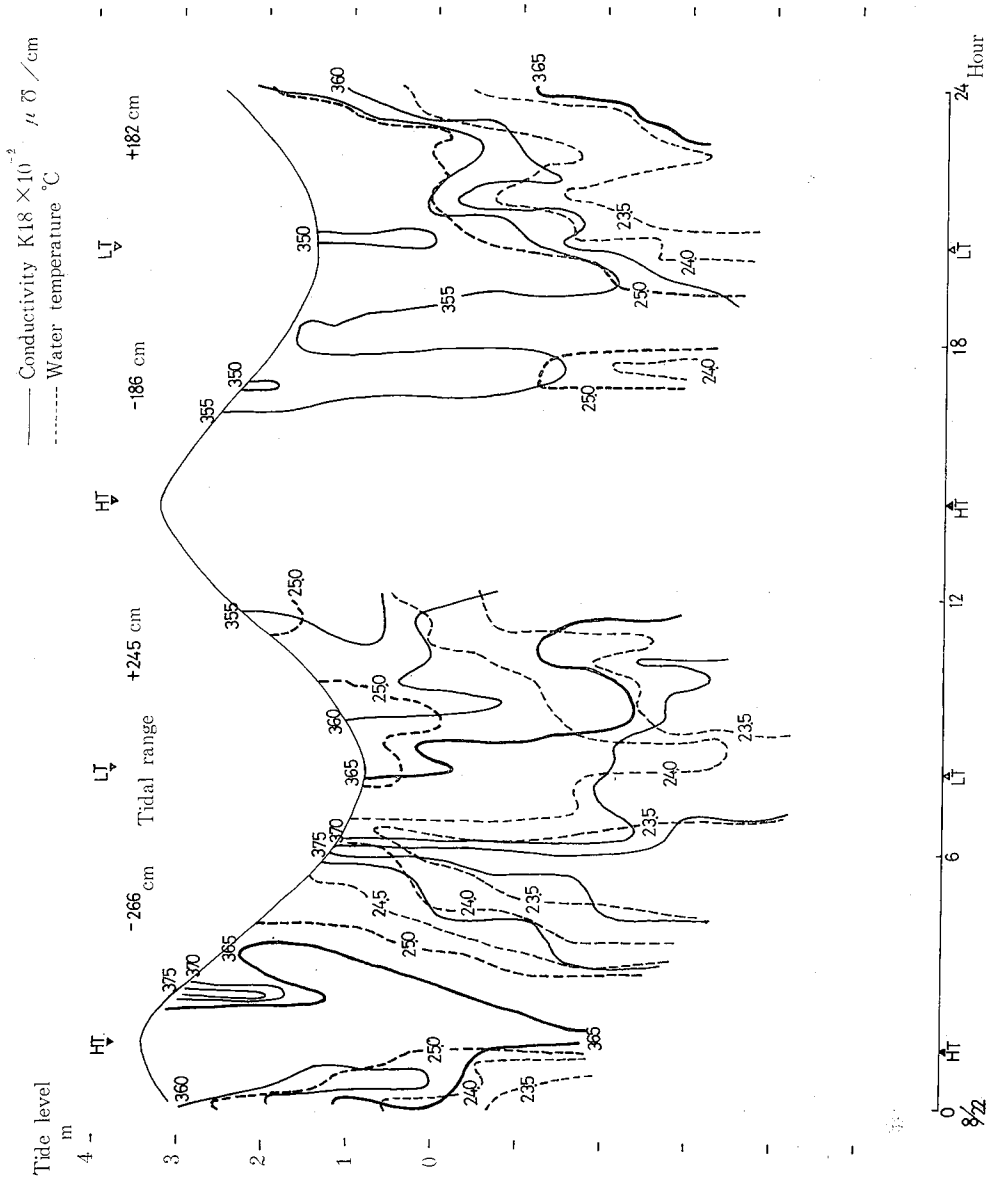 —— Conductivity K18 ×10⁻² μ℧/cm
------ Water temperature °C
Tide level
m
4
3
2
1
0
HT
LT
HT
LT
-266 cm
Tidal range
+245 cm
-186 cm
+182 cm
360
375
370
365
375
370
365
360
355
355
350
350
360
365
355
250
250
245
240
235
365
240
235
250
250
235
240
235
250
240
250
240
235
0
6
12
18
24
Hour
8/22
HT
LT
HT
LT